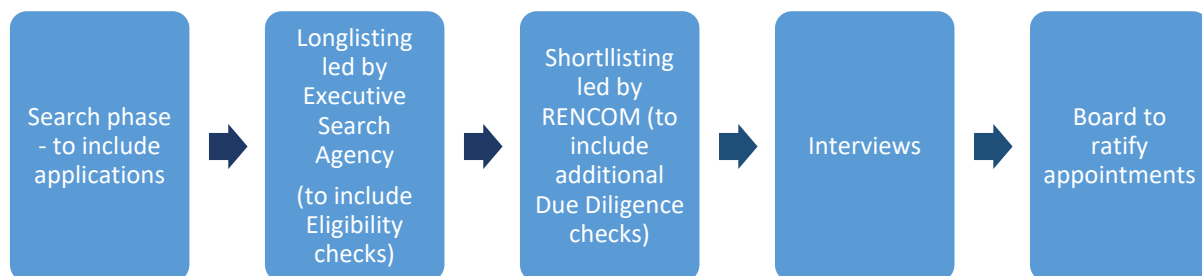 Search phase
- to include
applications
Longlisting
led by
Executive
Search
Agency
(to include
Eligibility
checks)
Shortllisting
led by
RENCOM (to
include
additional
Due Diligence
checks)
Interviews
Board to
ratify
appointments